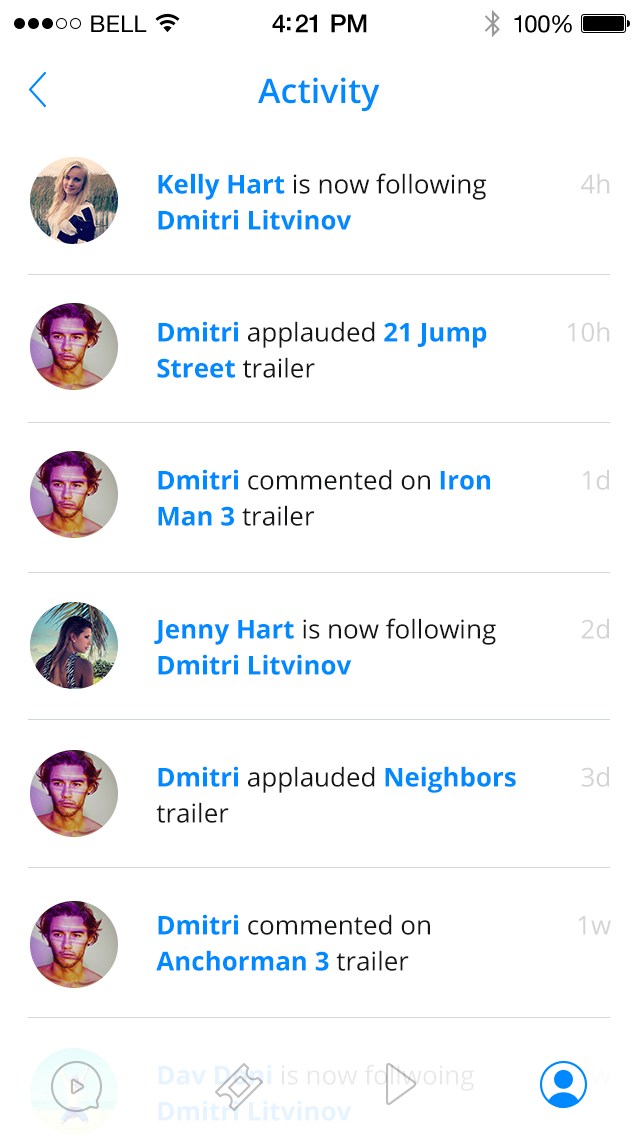 BELL 4:21 PM 100%
Activity
Kelly Hart is now following 4h
Dmitri Litvinov
Dmitri applauded 21 Jump 10h
Street trailer
Dmitri commented on Iron 1d
Man 3 trailer
Jenny Hart is now following 2d
Dmitri Litvinov
Dmitri applauded Neighbors 3d
trailer
Dmitri commented on 1w
Anchorman 3 trailer
Dav is now follwoing
Dmitri Litvinov